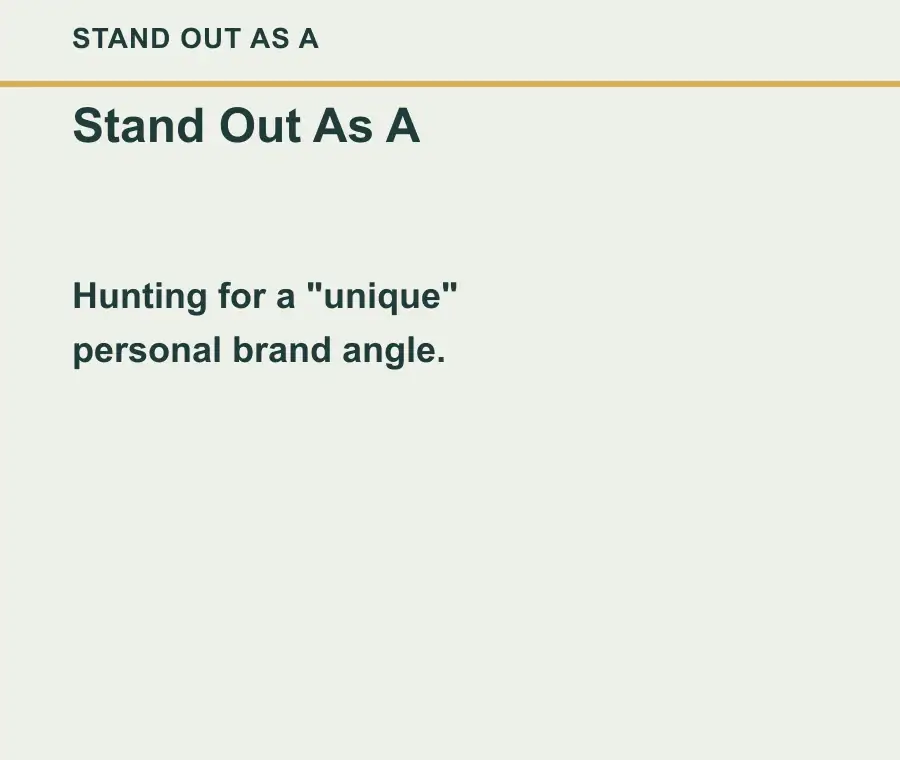 STAND OUT AS A
Stand Out As A
Hunting for a "unique"
personal brand angle.